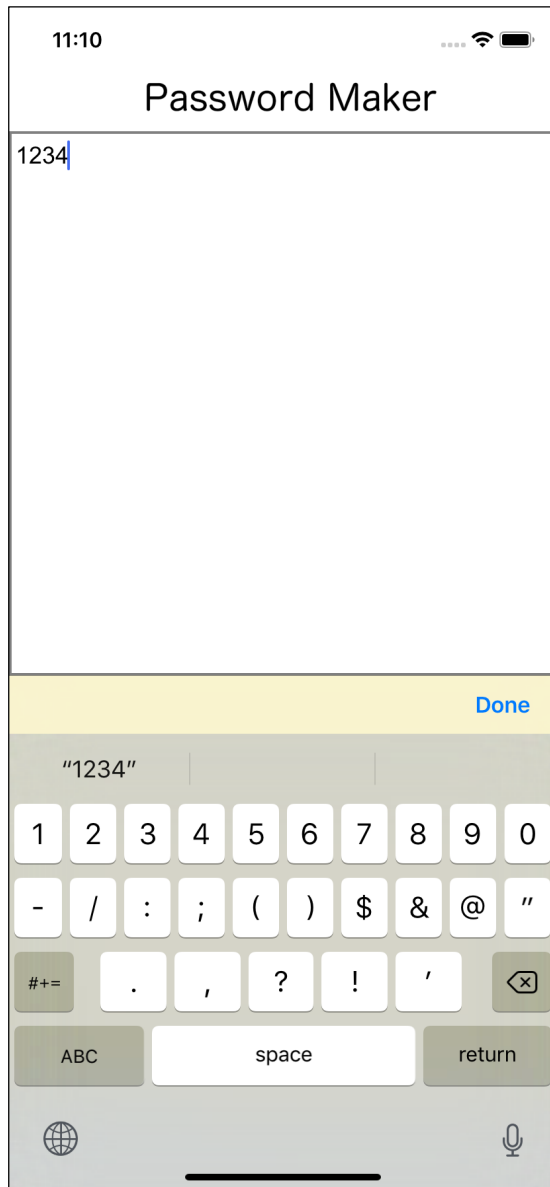 11:10
Password Maker
1234
Done
“1234”
1 2 3 4 5 6 7 8 9 0
- / : ; ( ) $ & @ "
#+= . , ? ! '
ABC space return